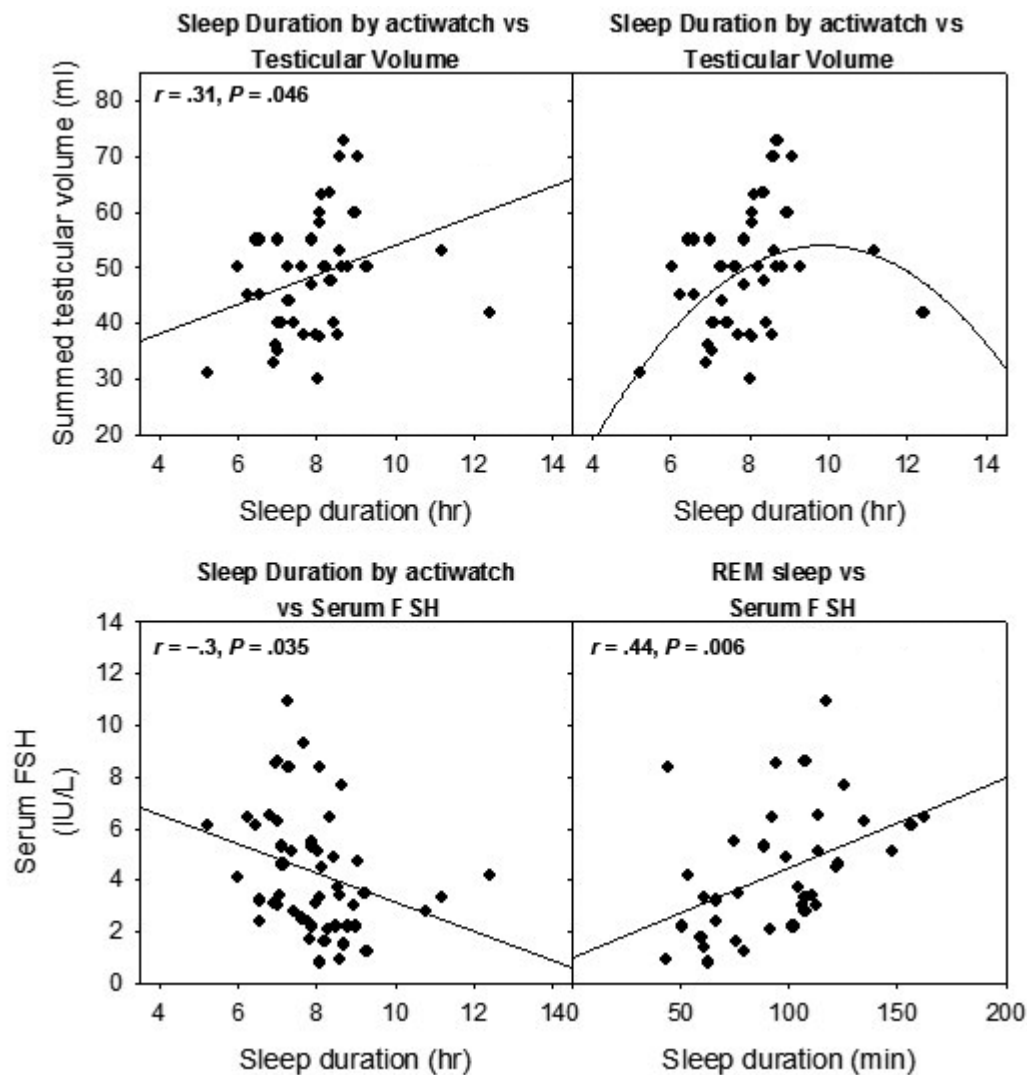 Sleep Duration by actiwatch vs
Testicular Volume
Sleep Duration by actiwatch vs
Testicular Volume
r = .31, P = .046
Summed testicular volume (ml)
80
70
60
50
40
30
20
4 6 8 10 12 14
4 6 8 10 12 14
Sleep duration (hr)
Sleep duration (hr)
Sleep Duration by actiwatch
vs Serum FSH
REM sleep vs
Serum FSH
r = –.3, P = .035
r = .44, P = .006
Serum FSH
(IU/L)
14
12
10
8
6
4
2
0
4 6 8 10 12 140
50 100 150 200
Sleep duration (hr)
Sleep duration (min)